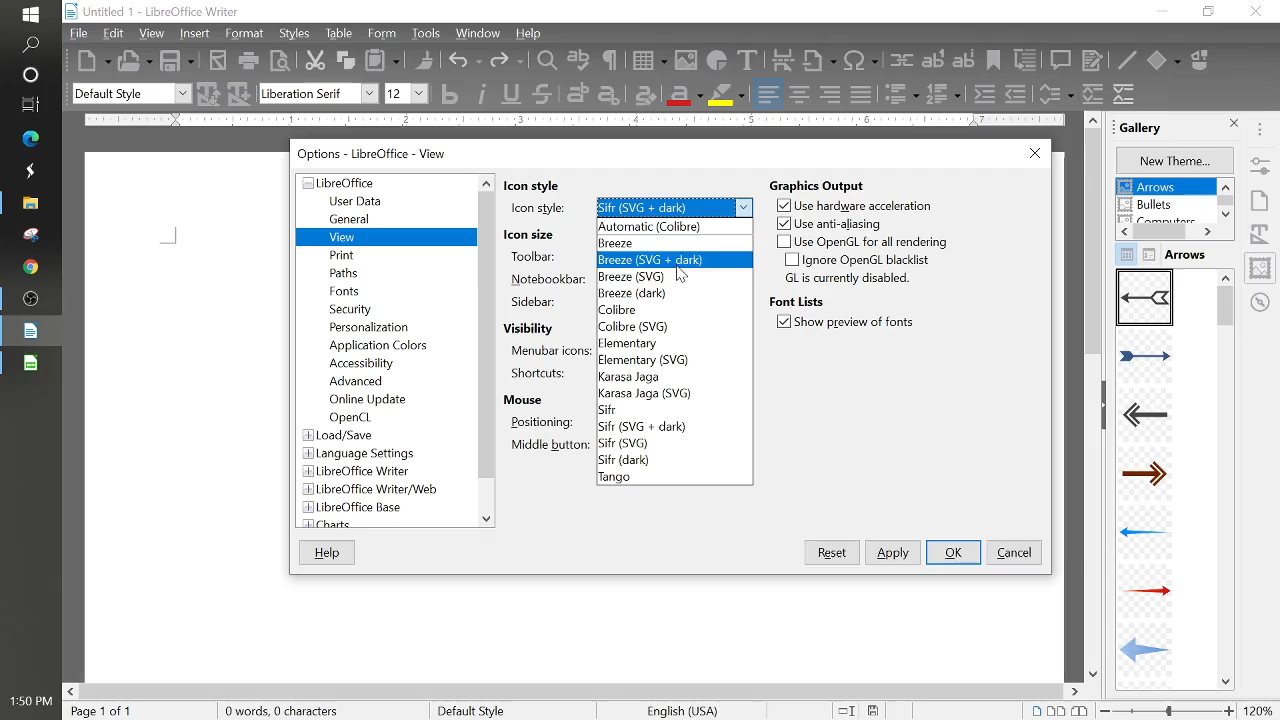 Untitled 1 - LibreOffice Writer
File Edit View Insert Format Styles Table Form Tools Window Help
Default Style Liberation Serif 12
1 2 3 4 5 6 7
Options - LibreOffice - View
LibreOffice
User Data
General
View
Print
Paths
Fonts
Security
Personalization
Application Colors
Accessibility
Advanced
Online Update
OpenCL
Load/Save
Language Settings
LibreOffice Writer
LibreOffice Writer/Web
LibreOffice Base
Charts
Icon style
Icon style: Sifr (SVG + dark)
Automatic (Colibre)
Breeze
Breeze (SVG + dark)
Breeze (SVG)
Breeze (dark)
Colibre
Colibre (SVG)
Elementary
Elementary (SVG)
Karasa Jaga
Karasa Jaga (SVG)
Sifr
Sifr (SVG + dark)
Sifr (SVG)
Sifr (dark)
Tango
Icon size
Toolbar:
Notebookbar:
Sidebar:
Visibility
Menubar icons:
Shortcuts:
Mouse
Positioning:
Middle button:
Graphics Output
Use hardware acceleration
Use anti-aliasing
Use OpenGL for all rendering
Ignore OpenGL blacklist
GL is currently disabled.
Font Lists
Show preview of fonts
Help Reset Apply OK Cancel
Gallery
New Theme...
Arrows
Bullets
Computers
Arrows
1:50 PM
Page 1 of 1 0 words, 0 characters Default Style English (USA) 120%